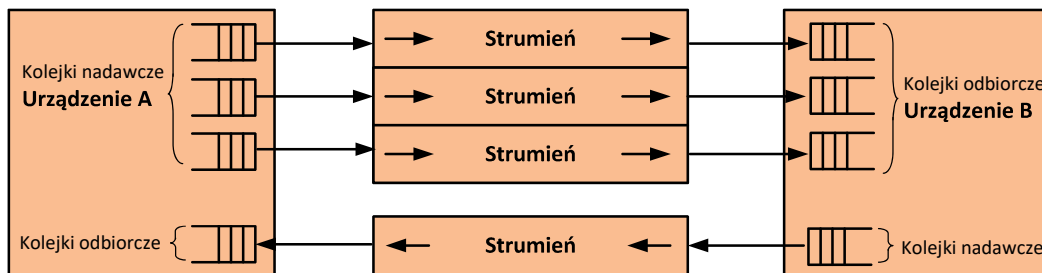 Kolejki nadawcze
Urządzenie A
Strumień
Strumień
Strumień
Kolejki odbiorcze
Urządzenie B
Kolejki odbiorcze
Strumień
Kolejki nadawcze